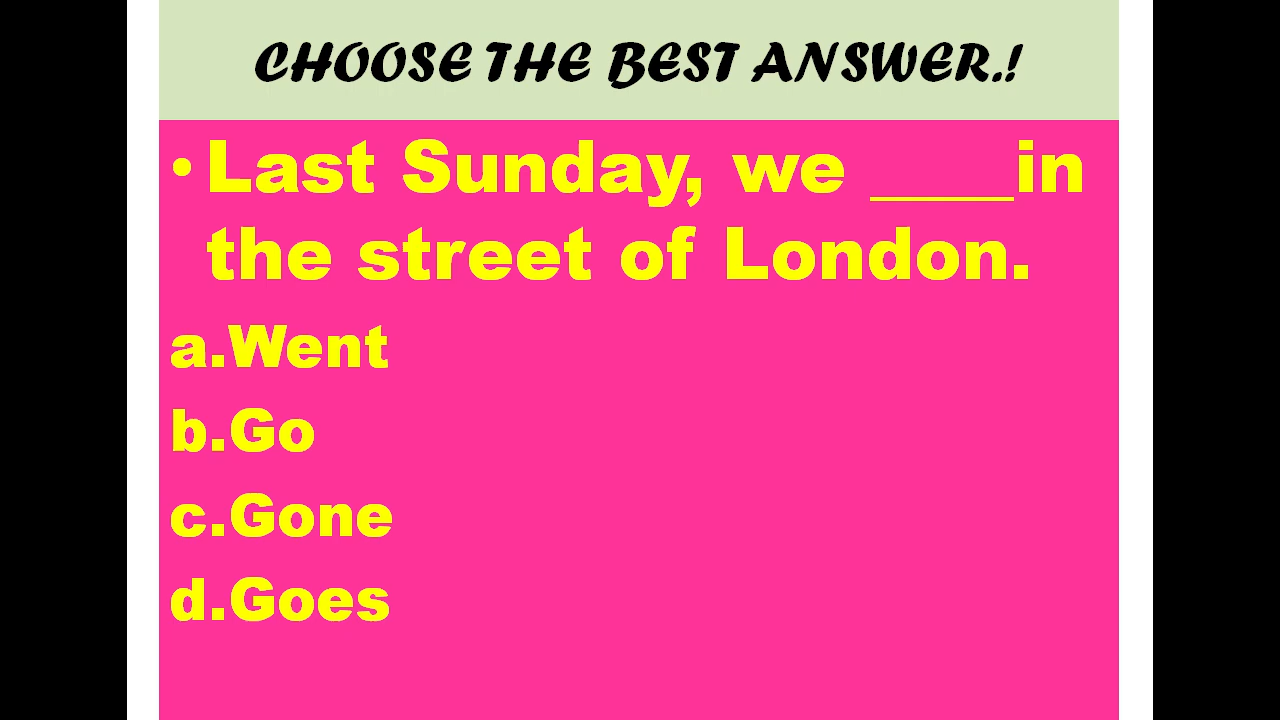 CHOOSE THE BEST ANSWER.!
• Last Sunday, we ____in
the street of London.
a.Went
b.Go
c.Gone
d.Goes